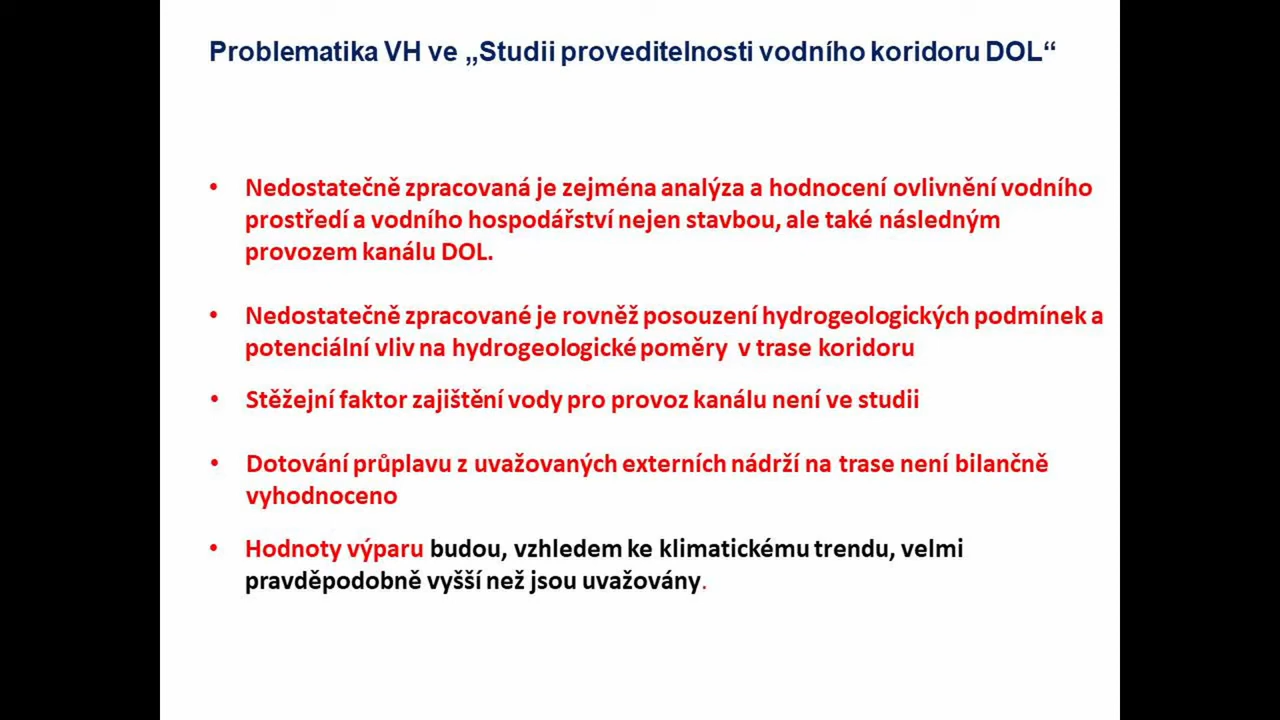 Problematika VH ve „Studii proveditelnosti vodního koridoru DOL“
• Nedostatečně zpracovaná je zejména analýza a hodnocení ovlivnění vodního
prostředí a vodního hospodářství nejen stavbou, ale také následným
provozem kanálu DOL.
• Nedostatečně zpracované je rovněž posouzení hydrogeologických podmínek a
potenciální vliv na hydrogeologické poměry v trase koridoru
• Stěžejní faktor zajištění vody pro provoz kanálu není ve studii
• Dotování průplavu z uvažovaných externích nádrží na trase není bilančně
vyhodnoceno
• Hodnoty výparu budou, vzhledem ke klimatickému trendu, velmi
pravděpodobně vyšší než jsou uvažovány.